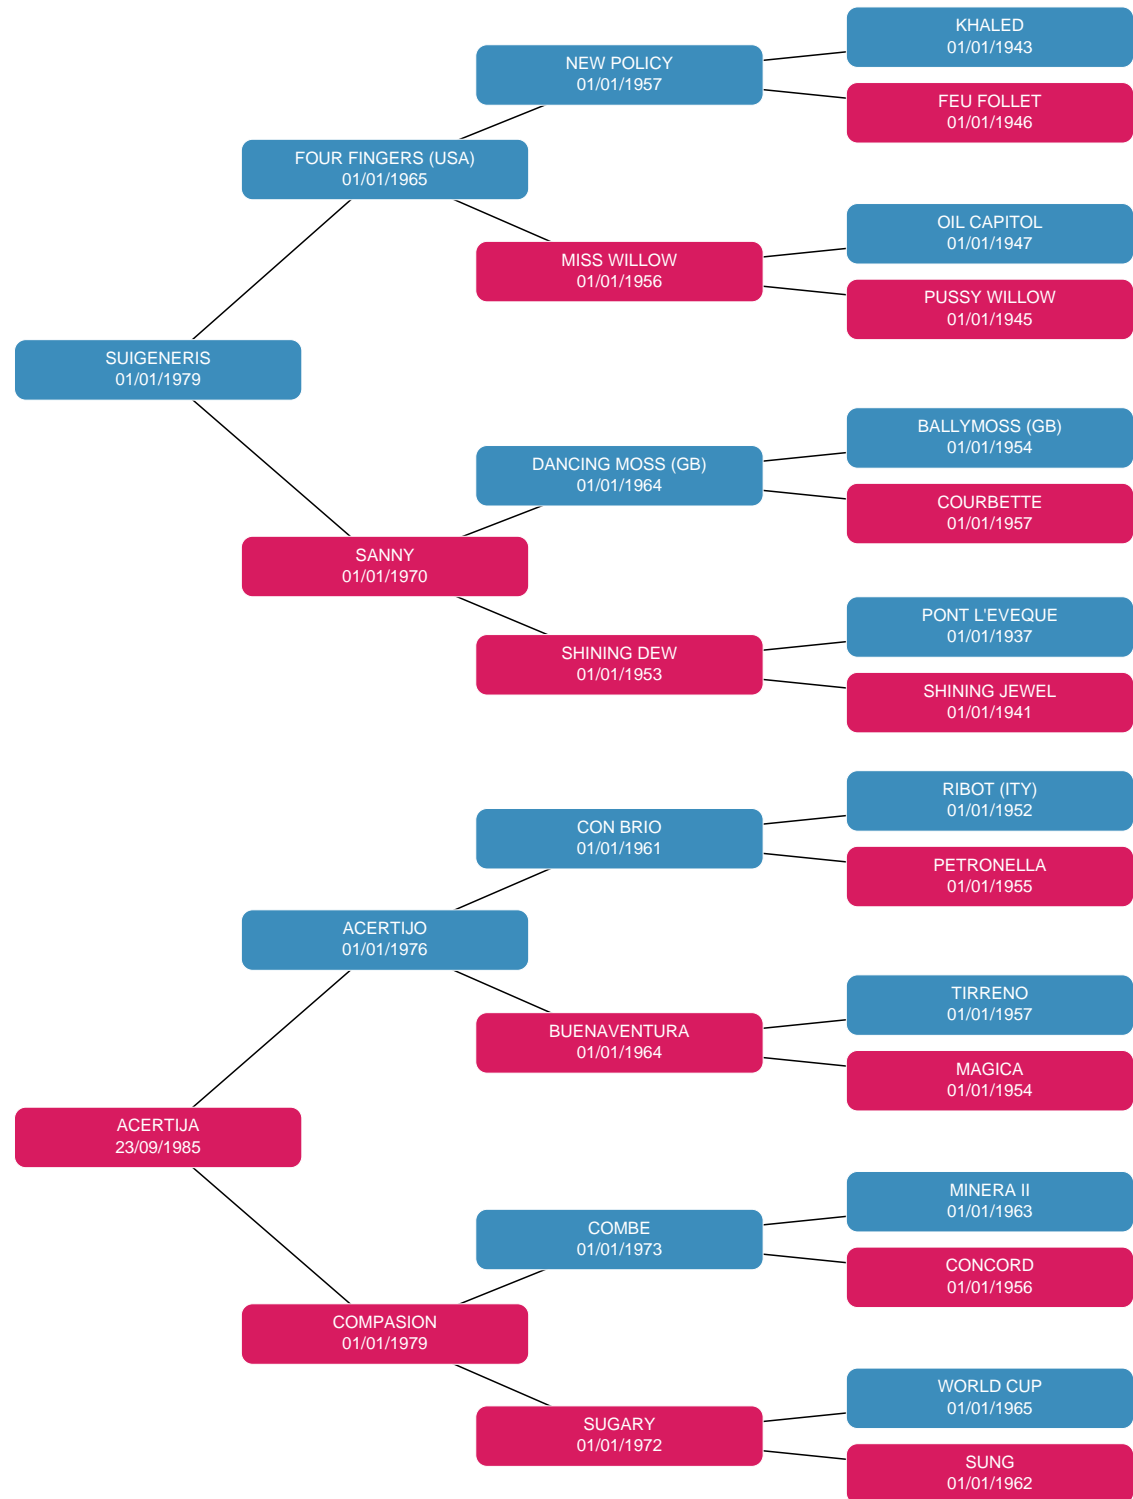 KHALED
01/01/1943
NEW POLICY
01/01/1957
FEU FOLLET
01/01/1946
FOUR FINGERS (USA)
01/01/1965
OIL CAPITOL
01/01/1947
MISS WILLOW
01/01/1956
PUSSY WILLOW
01/01/1945
SUIGENERIS
01/01/1979
BALLYMOSS (GB)
01/01/1954
DANCING MOSS (GB)
01/01/1964
COURBETTE
01/01/1957
SANNY
01/01/1970
PONT L'EVEQUE
01/01/1937
SHINING DEW
01/01/1953
SHINING JEWEL
01/01/1941
RIBOT (ITY)
01/01/1952
CON BRIO
01/01/1961
PETRONELLA
01/01/1955
ACERTIJO
01/01/1976
TIRRENO
01/01/1957
BUENAVENTURA
01/01/1964
MAGICA
01/01/1954
ACERTIJA
23/09/1985
MINERA II
01/01/1963
COMBE
01/01/1973
CONCORD
01/01/1956
COMPASION
01/01/1979
WORLD CUP
01/01/1965
SUGARY
01/01/1972
SUNG
01/01/1962